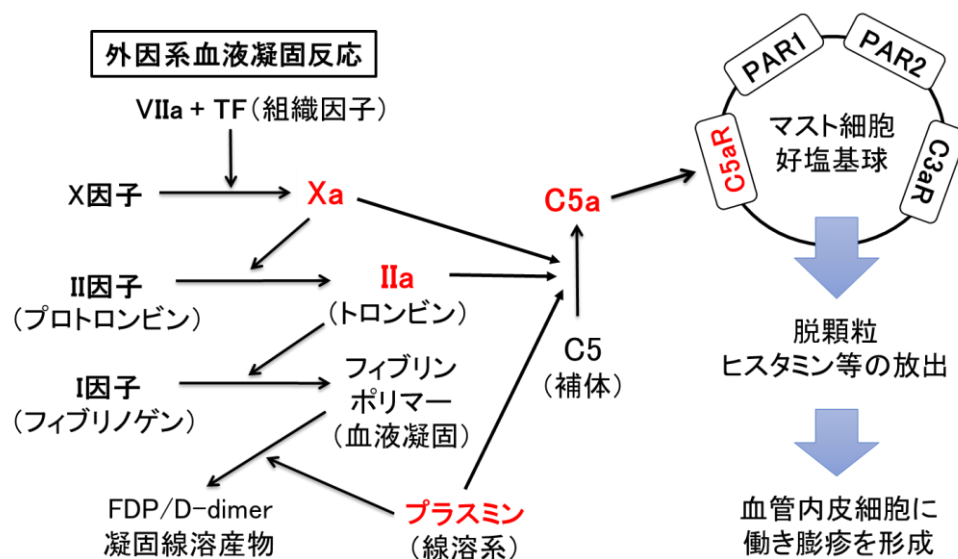 外因系血液凝固反応
VIIa + TF(組織因子)
X因子
Xa
II因子
(プロトロンビン)
IIa
(トロンビン)
I因子
(フィブリノゲン)
フィブリン
ポリマー
(血液凝固)
FDP/D-dimer
凝固線溶産物
プラスミン
(線溶系)
C5a
C5
(補体)
PAR1
PAR2
C5aR
C3aR
マスト細胞
好塩基球
脱顆粒
ヒスタミン等の放出
血管内皮細胞に
働き膨疹を形成